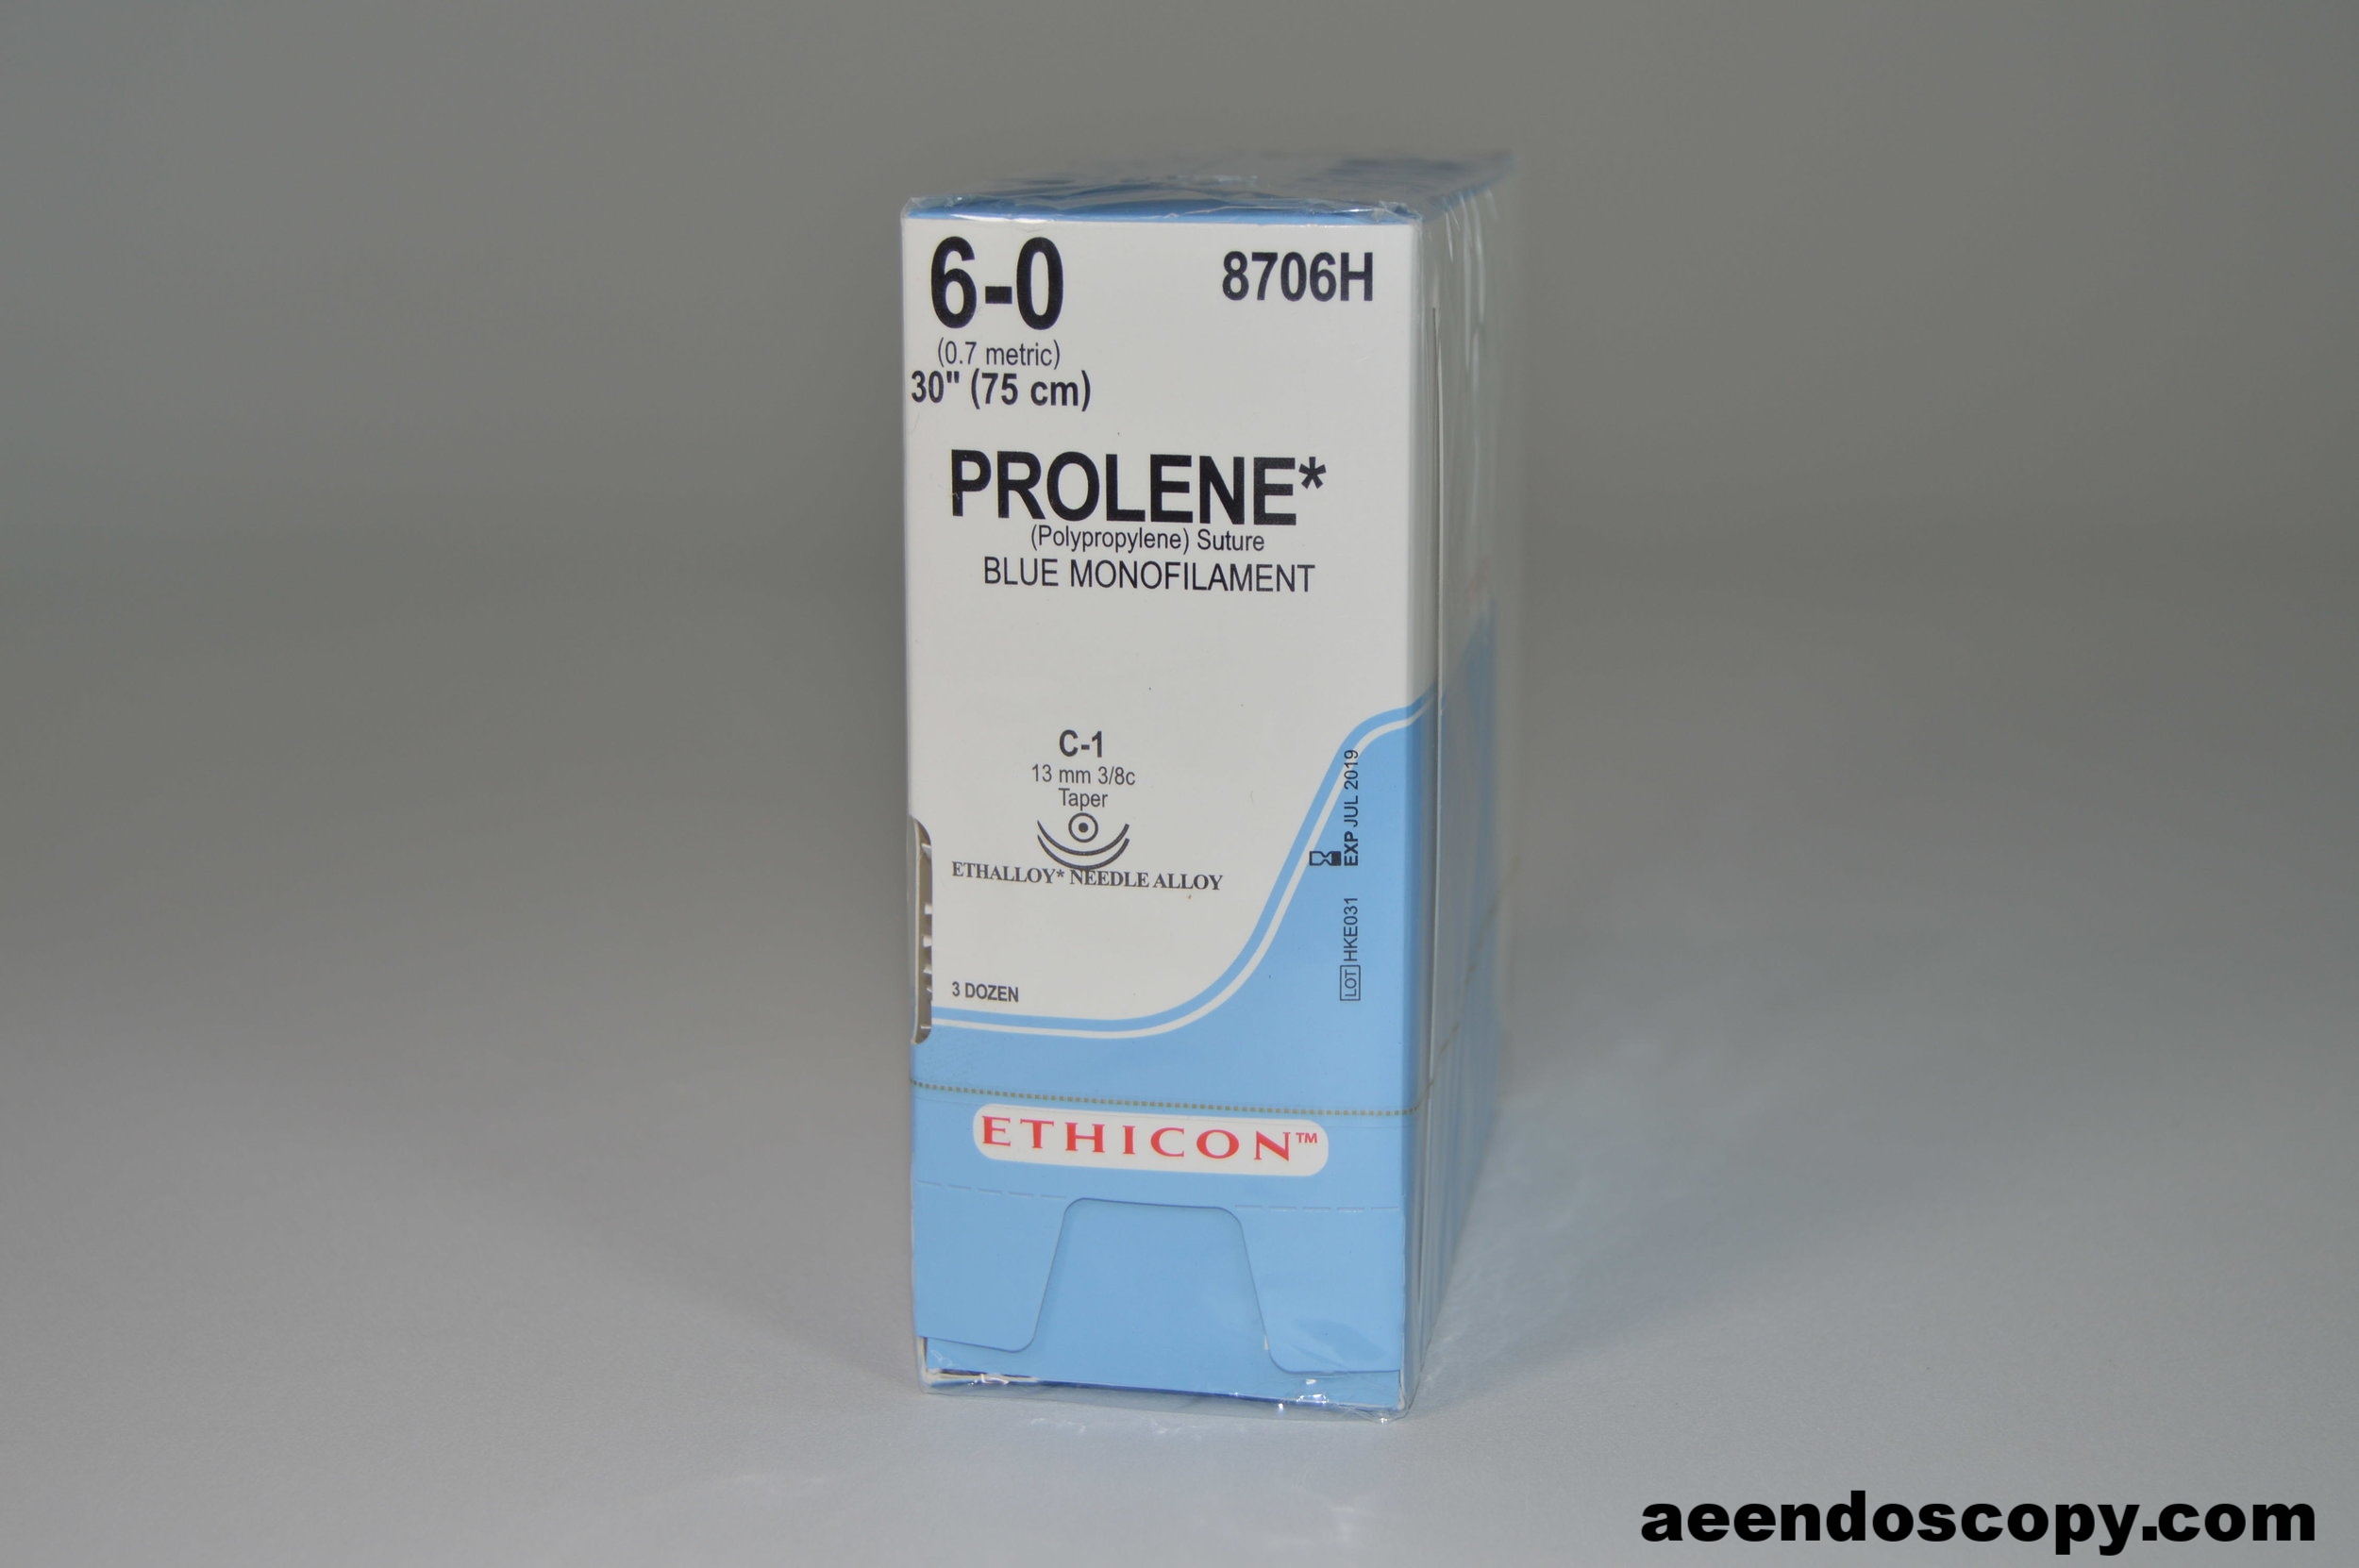 6-0
8706H
(0.7 metric)
30" (75 cm)
PROLENE*
(Polypropylene) Suture
BLUE MONOFILAMENT
C-1
13 mm 3/8c
Taper
ETHALLOY* NEEDLE ALLOY
EXP JUL 2019
LOT HKE031
3 DOZEN
ETHICON™
aeendoscopy.com